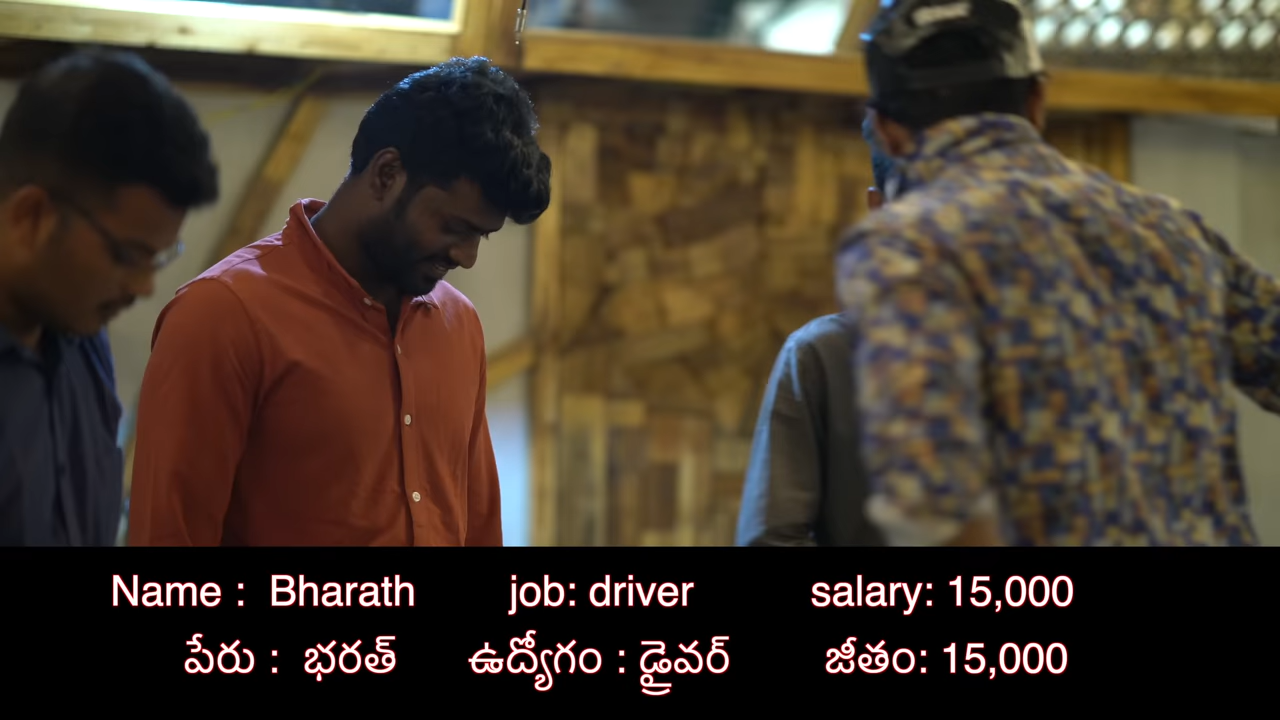 Name : Bharath job: driver salary: 15,000
పేరు : భరత్ ఉద్యోగం : డ్రైవర్ జీతం: 15,000